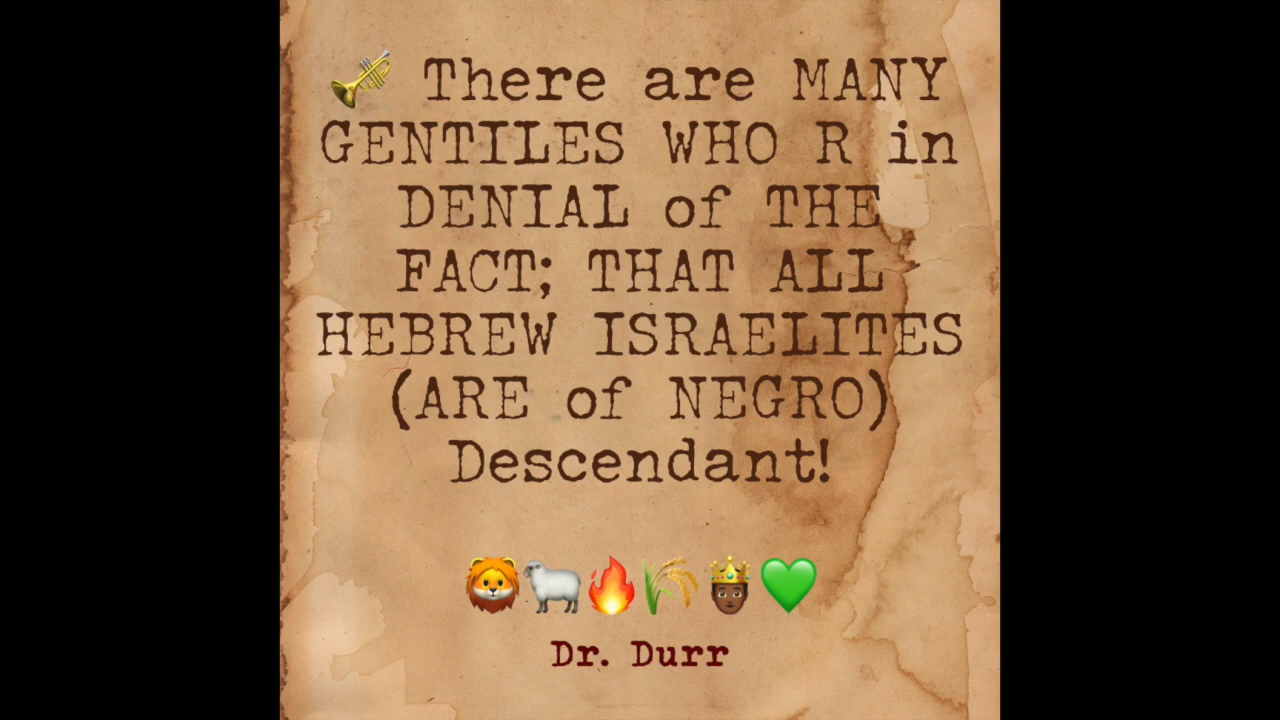 🎺 There are MANY
GENTILES WHO R in
DENIAL of THE
FACT; THAT ALL
HEBREW ISRAELITES
(ARE of NEGRO)
Descendant!
🦁🐑🔥🌾🤴🏾💚
Dr. Durr